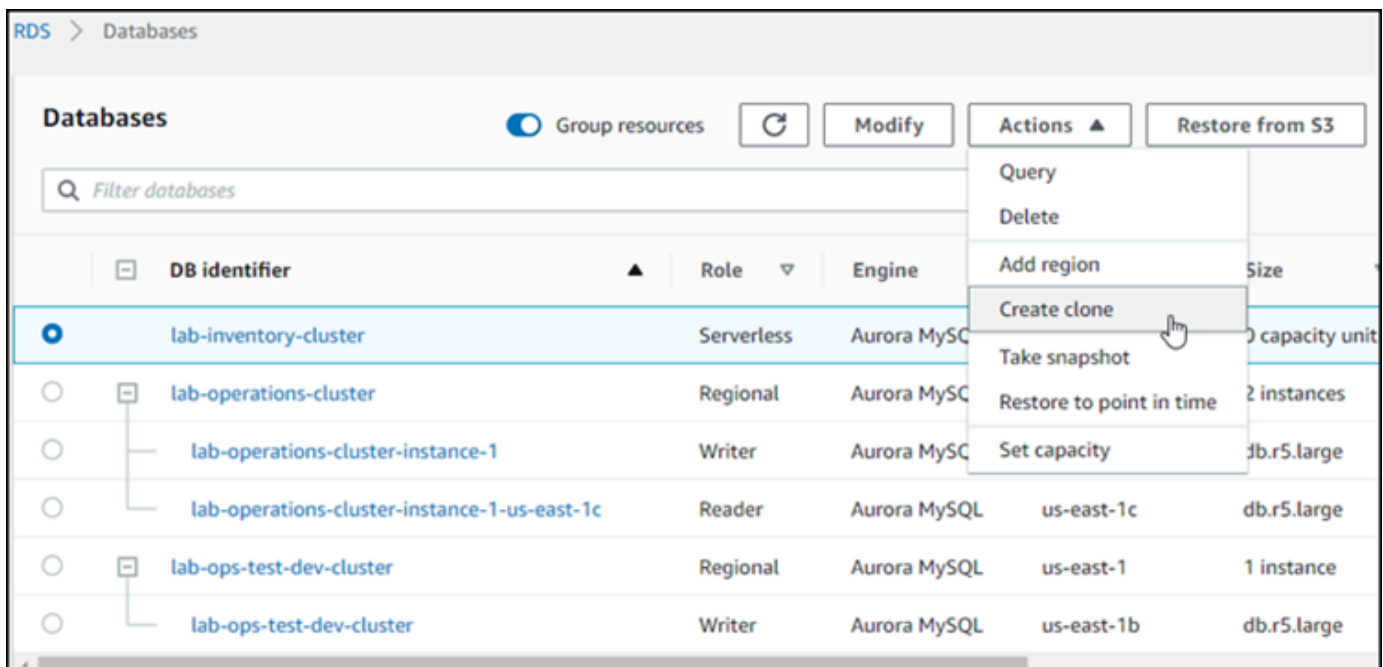 RDS > Databases
Databases Group resources Modify Actions ▲ Restore from S3
Filter databases
Query
Delete
Add region
Create clone
Take snapshot
Restore to point in time
Set capacity
DB identifier ▲ Role ▽ Engine Size
lab-inventory-cluster Serverless Aurora capacity
lab-operations-cluster Regional Aurora 2 instances
lab-operations-cluster-instance-1 Writer Aurora db.r5.large
lab-operations-cluster-instance-1-us-east-1c Reader Aurora MySQL us-east-1c db.r5.large
lab-ops-test-dev-cluster Regional Aurora MySQL us-east-1 1 instance
lab-ops-test-dev-cluster Writer Aurora MySQL us-east-1b db.r5.large